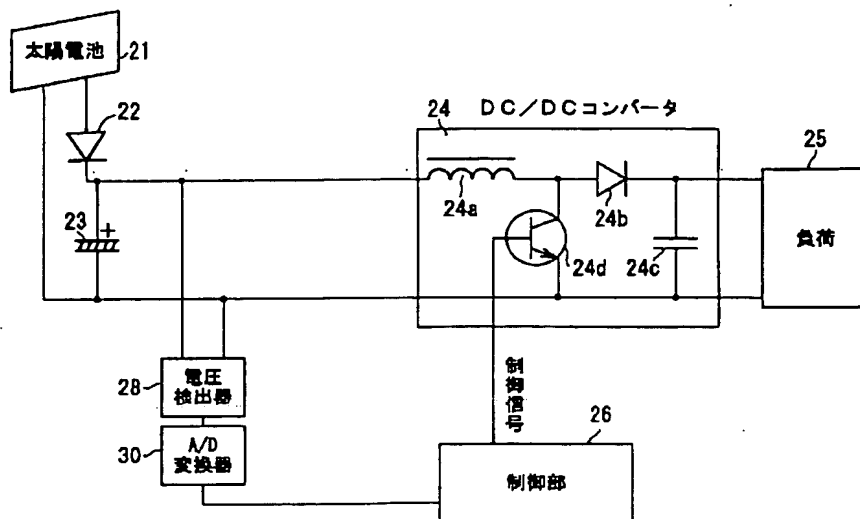 太陽電池
21
22
23
+
24
DC/DCコンバータ
24a
24b
24c
24d
25
負荷
28
電圧
検出器
30
A/D
変換器
制御信号
26
制御部